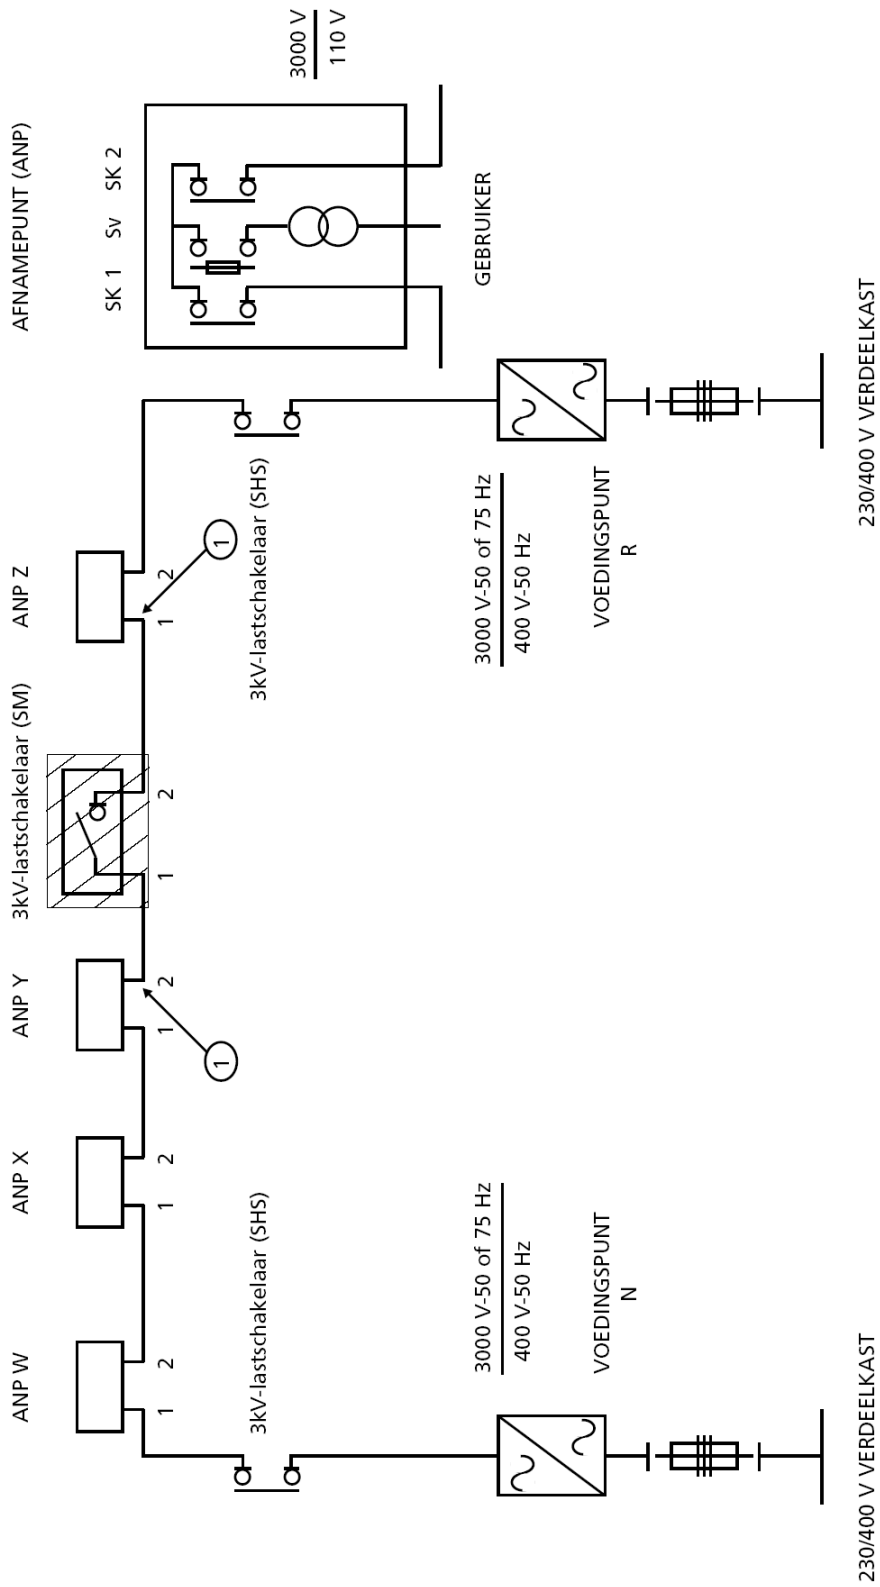 ANP W
ANP X
ANP Y
3kV-lastschakelaar (SM)
ANP Z
AFNAMEPUNT (ANP)
1
2
1
2
1
2
1
2
1
2
1
1
SK 1
Sv
SK 2
3000 V
110 V
GEBRUIKER
3kV-lastschakelaar (SHS)
3kV-lastschakelaar (SHS)
3000 V-50 of 75 Hz
400 V-50 Hz
3000 V-50 of 75 Hz
400 V-50 Hz
VOEDINGSPUNT
N
VOEDINGSPUNT
R
230/400 V VERDEELKAST
230/400 V VERDEELKAST